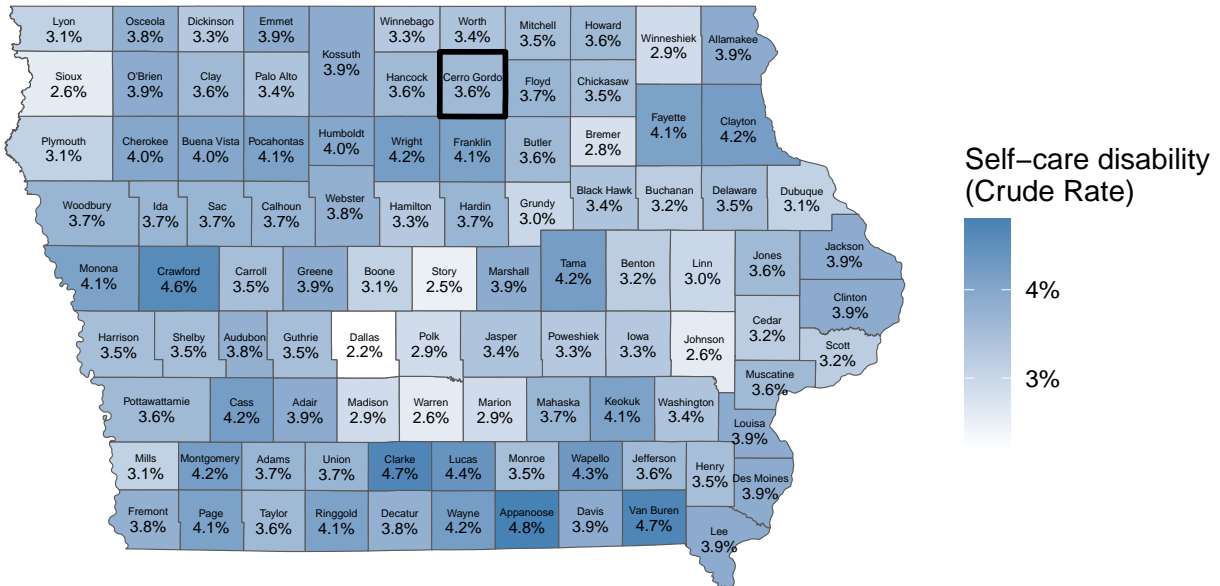 Lyon
3.1%
Osceola
3.8%
Dickinson
3.3%
Emmet
3.9%
Kossuth
3.9%
Winnebago
3.3%
Worth
3.4%
Mitchell
3.5%
Howard
3.6%
Winneshiek
2.9%
Allamakee
3.9%
Sioux
2.6%
O'Brien
3.9%
Clay
3.6%
Palo Alto
3.4%
Hancock
3.6%
Cerro Gordo
3.6%
Floyd
3.7%
Chickasaw
3.5%
Fayette
4.1%
Clayton
4.2%
Plymouth
3.1%
Cherokee
4.0%
Buena Vista
4.0%
Pocahontas
4.1%
Humboldt
4.0%
Wright
4.2%
Franklin
4.1%
Butler
3.6%
Bremer
2.8%
Woodbury
3.7%
Ida
3.7%
Sac
3.7%
Calhoun
3.7%
Webster
3.8%
Hamilton
3.3%
Hardin
3.7%
Grundy
3.0%
Black Hawk
3.4%
Buchanan
3.2%
Delaware
3.5%
Dubuque
3.1%
Monona
4.1%
Crawford
4.6%
Carroll
3.5%
Greene
3.9%
Boone
3.1%
Story
2.5%
Marshall
3.9%
Tama
4.2%
Benton
3.2%
Linn
3.0%
Jones
3.6%
Jackson
3.9%
Clinton
3.9%
Harrison
3.5%
Shelby
3.5%
Audubon
3.8%
Guthrie
3.5%
Dallas
2.2%
Polk
2.9%
Jasper
3.4%
Poweshiek
3.3%
Iowa
3.3%
Johnson
2.6%
Cedar
3.2%
Scott
3.2%
Muscatine
3.6%
Pottawattamie
3.6%
Cass
4.2%
Adair
3.9%
Madison
2.9%
Warren
2.6%
Marion
2.9%
Mahaska
3.7%
Keokuk
4.1%
Washington
3.4%
Louisa
3.9%
Mills
3.1%
Montgomery
4.2%
Adams
3.7%
Union
3.7%
Clarke
4.7%
Lucas
4.4%
Monroe
3.5%
Wapello
4.3%
Jefferson
3.6%
Henry
3.5%
Des Moines
3.9%
Fremont
3.8%
Page
4.1%
Taylor
3.6%
Ringgold
4.1%
Decatur
3.8%
Wayne
4.2%
Appanoose
4.8%
Davis
3.9%
Van Buren
4.7%
Lee
3.9%
Self−care disability
(Crude Rate)
4%
3%